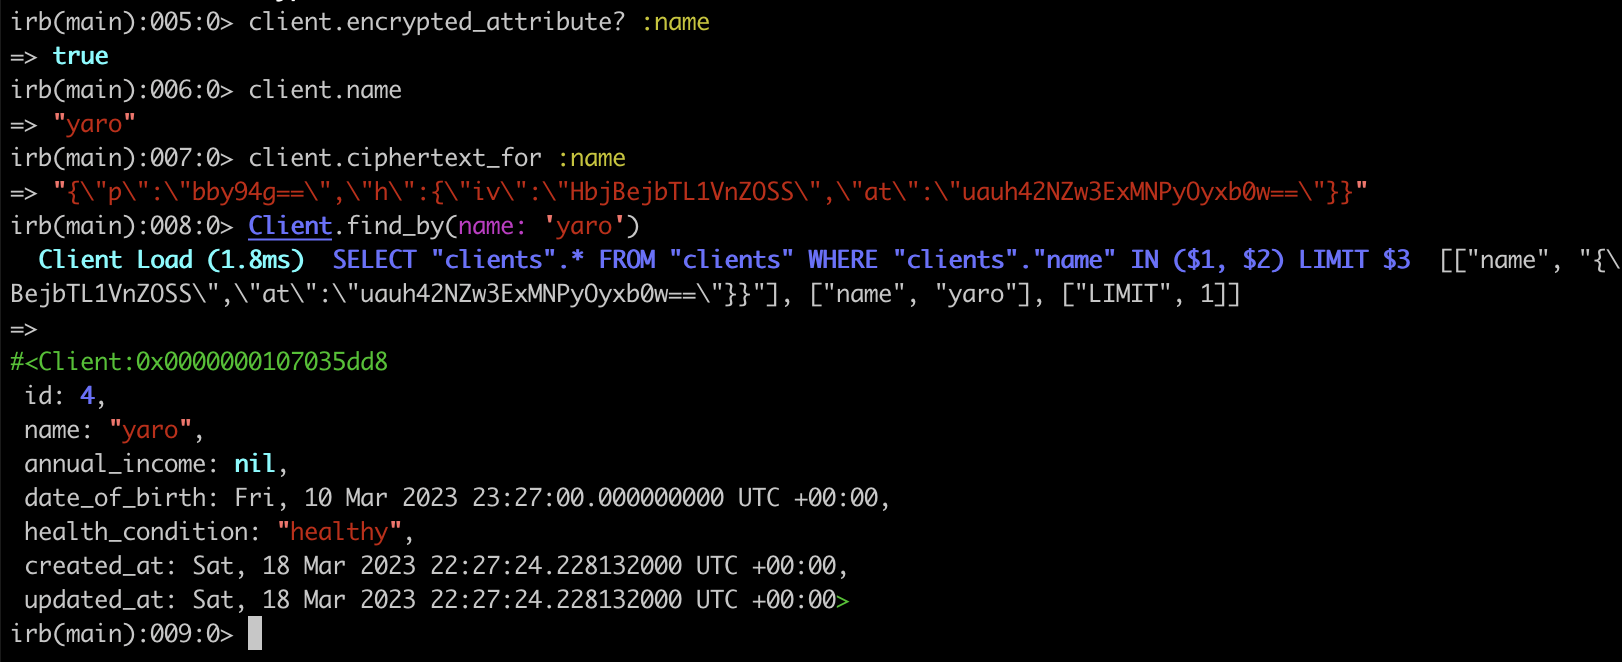 irb(main):005:0> client.encrypted_attribute? :name
=> true
irb(main):006:0> client.name
=> "yaro"
irb(main):007:0> client.ciphertext_for :name
=> "{\"p\":\"bby94g==\",\"h\":{\"iv\":\"HbjBejbTL1VnZOSS\",\"at\":\"uauh42NZw3ExMNPyOyxb0w==\"}}"
irb(main):008:0> Client.find_by(name: 'yaro')
Client Load (1.8ms)  SELECT "clients".* FROM "clients" WHERE "clients"."name" IN ($1, $2) LIMIT $3  [["name", "{\
BejbTL1VnZOSS\",\"at\":\"uauh42NZw3ExMNPyOyxb0w==\"}}"], ["name", "yaro"], ["LIMIT", 1]]
=>
#<Client:0x0000000107035dd8
id: 4,
name: "yaro",
annual_income: nil,
date_of_birth: Fri, 10 Mar 2023 23:27:00.000000000 UTC +00:00,
health_condition: "healthy",
created_at: Sat, 18 Mar 2023 22:27:24.228132000 UTC +00:00,
updated_at: Sat, 18 Mar 2023 22:27:24.228132000 UTC +00:00>
irb(main):009:0>